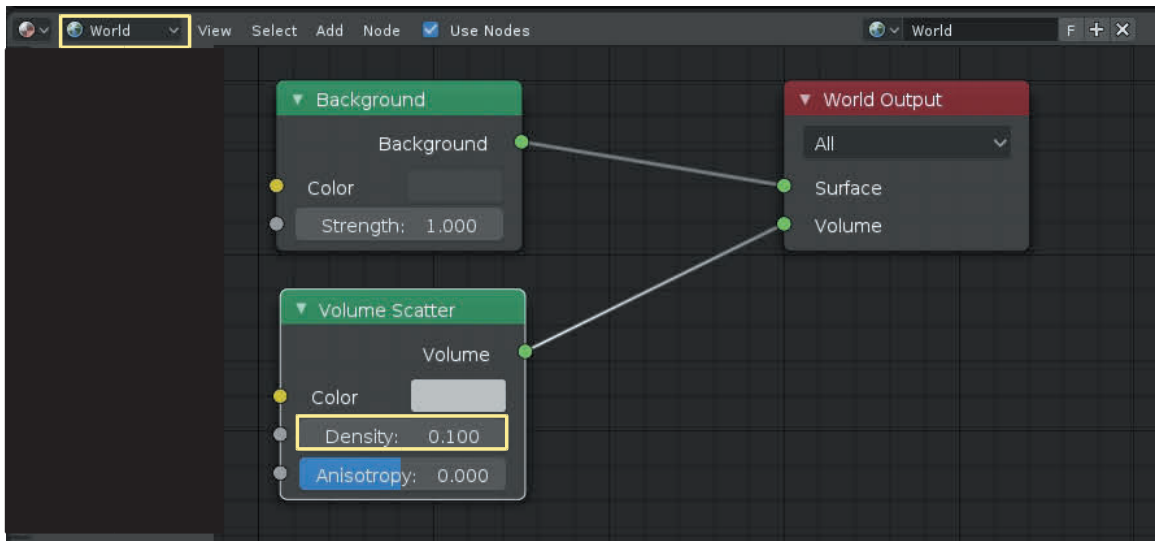 World View Select Add Node Use Nodes World F
Background
Background
Color
Strength: 1.000
World Output
All
Surface
Volume
Volume Scatter
Volume
Color
Density: 0.100
Anisotropy: 0.000